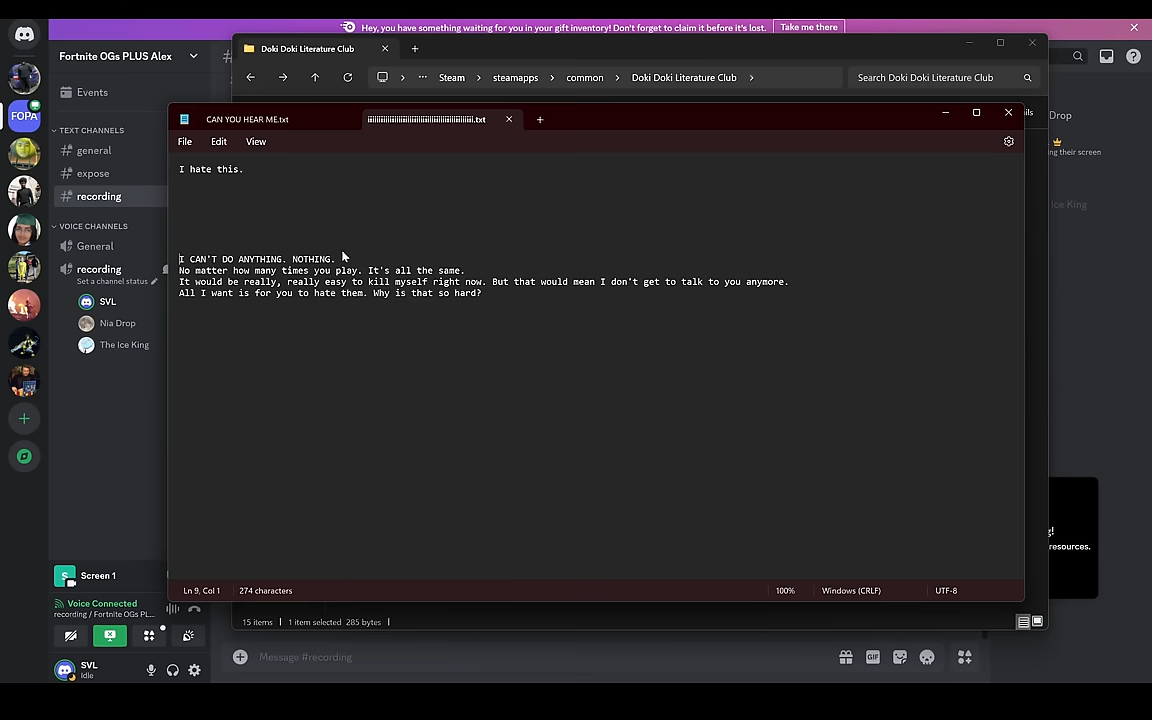 Hey, you have something waiting for you in your gift inventory! Don't forget to claim it before it's lost.
Take me there
Fortnite OGs PLUS Alex
Doki Doki Literature Club
Steam
steamapps
common
Doki Doki Literature Club
Search Doki Doki Literature Club
FOPA
Events
TEXT CHANNELS
general
expose
recording
VOICE CHANNELS
General
recording
Set a channel status
SVL
Nia Drop
The Ice King
CAN YOU HEAR ME.txt
File
Edit
View
I hate this.
I CAN'T DO ANYTHING. NOTHING.
No matter how many times you play. It's all the same.
It would be really, really easy to kill myself right now. But that would mean I don't get to talk to you anymore.
All I want is for you to hate them. Why is that so hard?
Ln 9, Col 1
274 characters
100%
Windows (CRLF)
UTF-8
15 items
1 item selected 285 bytes
ils
Drop
ng their screen
Ice King
g!
resources.
S
Screen 1
Voice Connected
recording / Fortnite OGs PL...
SVL
Idle
Message #recording
GIF